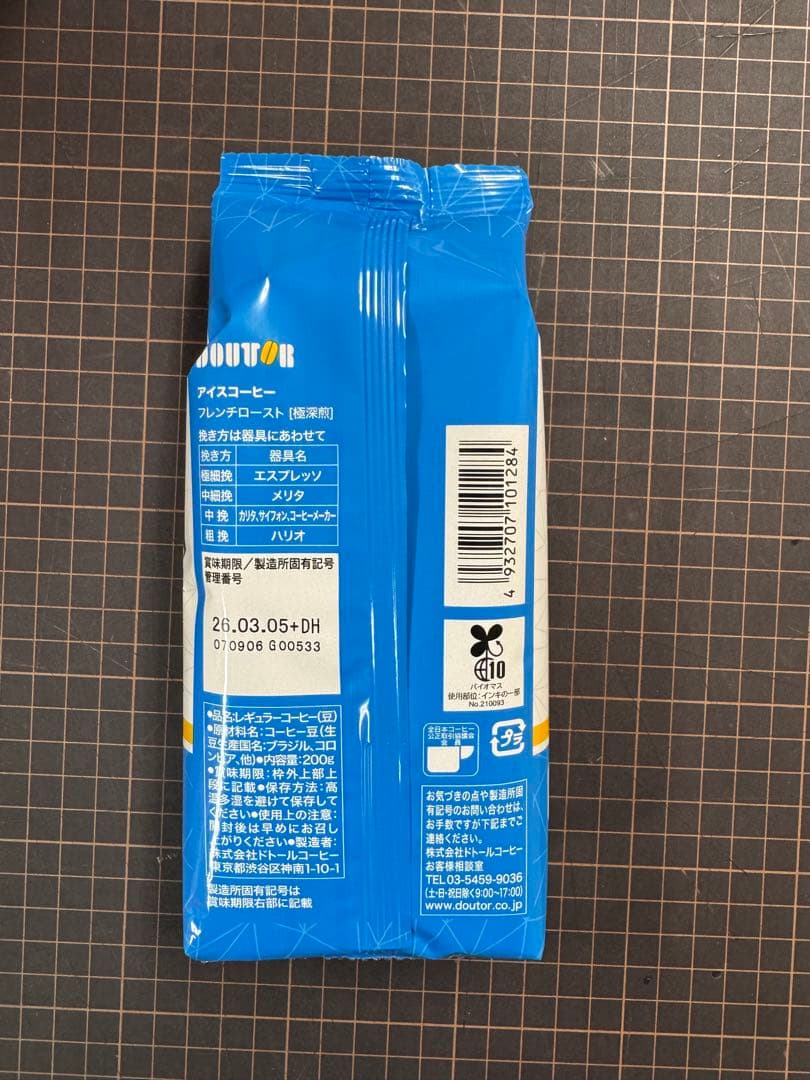 DOUTOR
アイスコーヒー
フレンチロースト [極深煎]
挽き方は器具にあわせて
挽き方 器具名
極細挽 エスプレッソ
中細挽 メリタ
中 挽 カリタ、サイフォン、コーヒーメーカー
粗 挽 ハリオ
賞味期限／製造所固有記号
管理番号
26.03.05+DH
070906 G00533
●品名:レギュラーコーヒー(豆)
●原材料名:コーヒー豆(生
豆生産国名:ブラジル、コロ
ンビア、他)●内容量:200g
●賞味期限:枠外上部上
段に記載●保存方法:高
温多湿を避けて保存して
ください●使用上の注意:
開封後は早めにお召し
上がりください●製造者:
株式会社ドトールコーヒー
東京都渋谷区神南1-10-1
製造所固有記号は
賞味期限右部に記載
4 932707 101284
10
バイオマス
使用部位:インキの一部
No.210093
全日本コーヒー
公正取引協議会
会員
プラ
お気づきの点や製造所固
有記号のお問い合わせは、
お手数ですが下記までご
連絡ください。
株式会社ドトールコーヒー
お客様相談室
TEL03-5459-9036
(土・日・祝日除く9:00~17:00)
www.doutor.co.jp